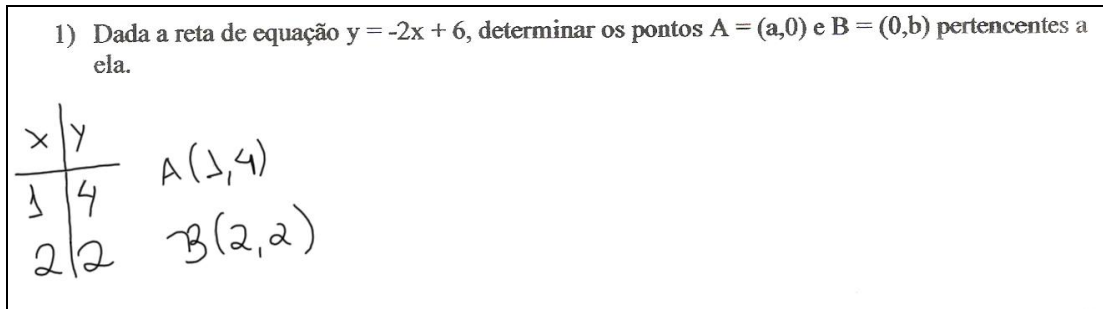 1) Dada a reta de equação y = -2x + 6, determinar os pontos A = (a,0) e B = (0,b) pertencentes a
ela.
x | y
1 | 4 A(1,4)
2 | 2 B(2,2)